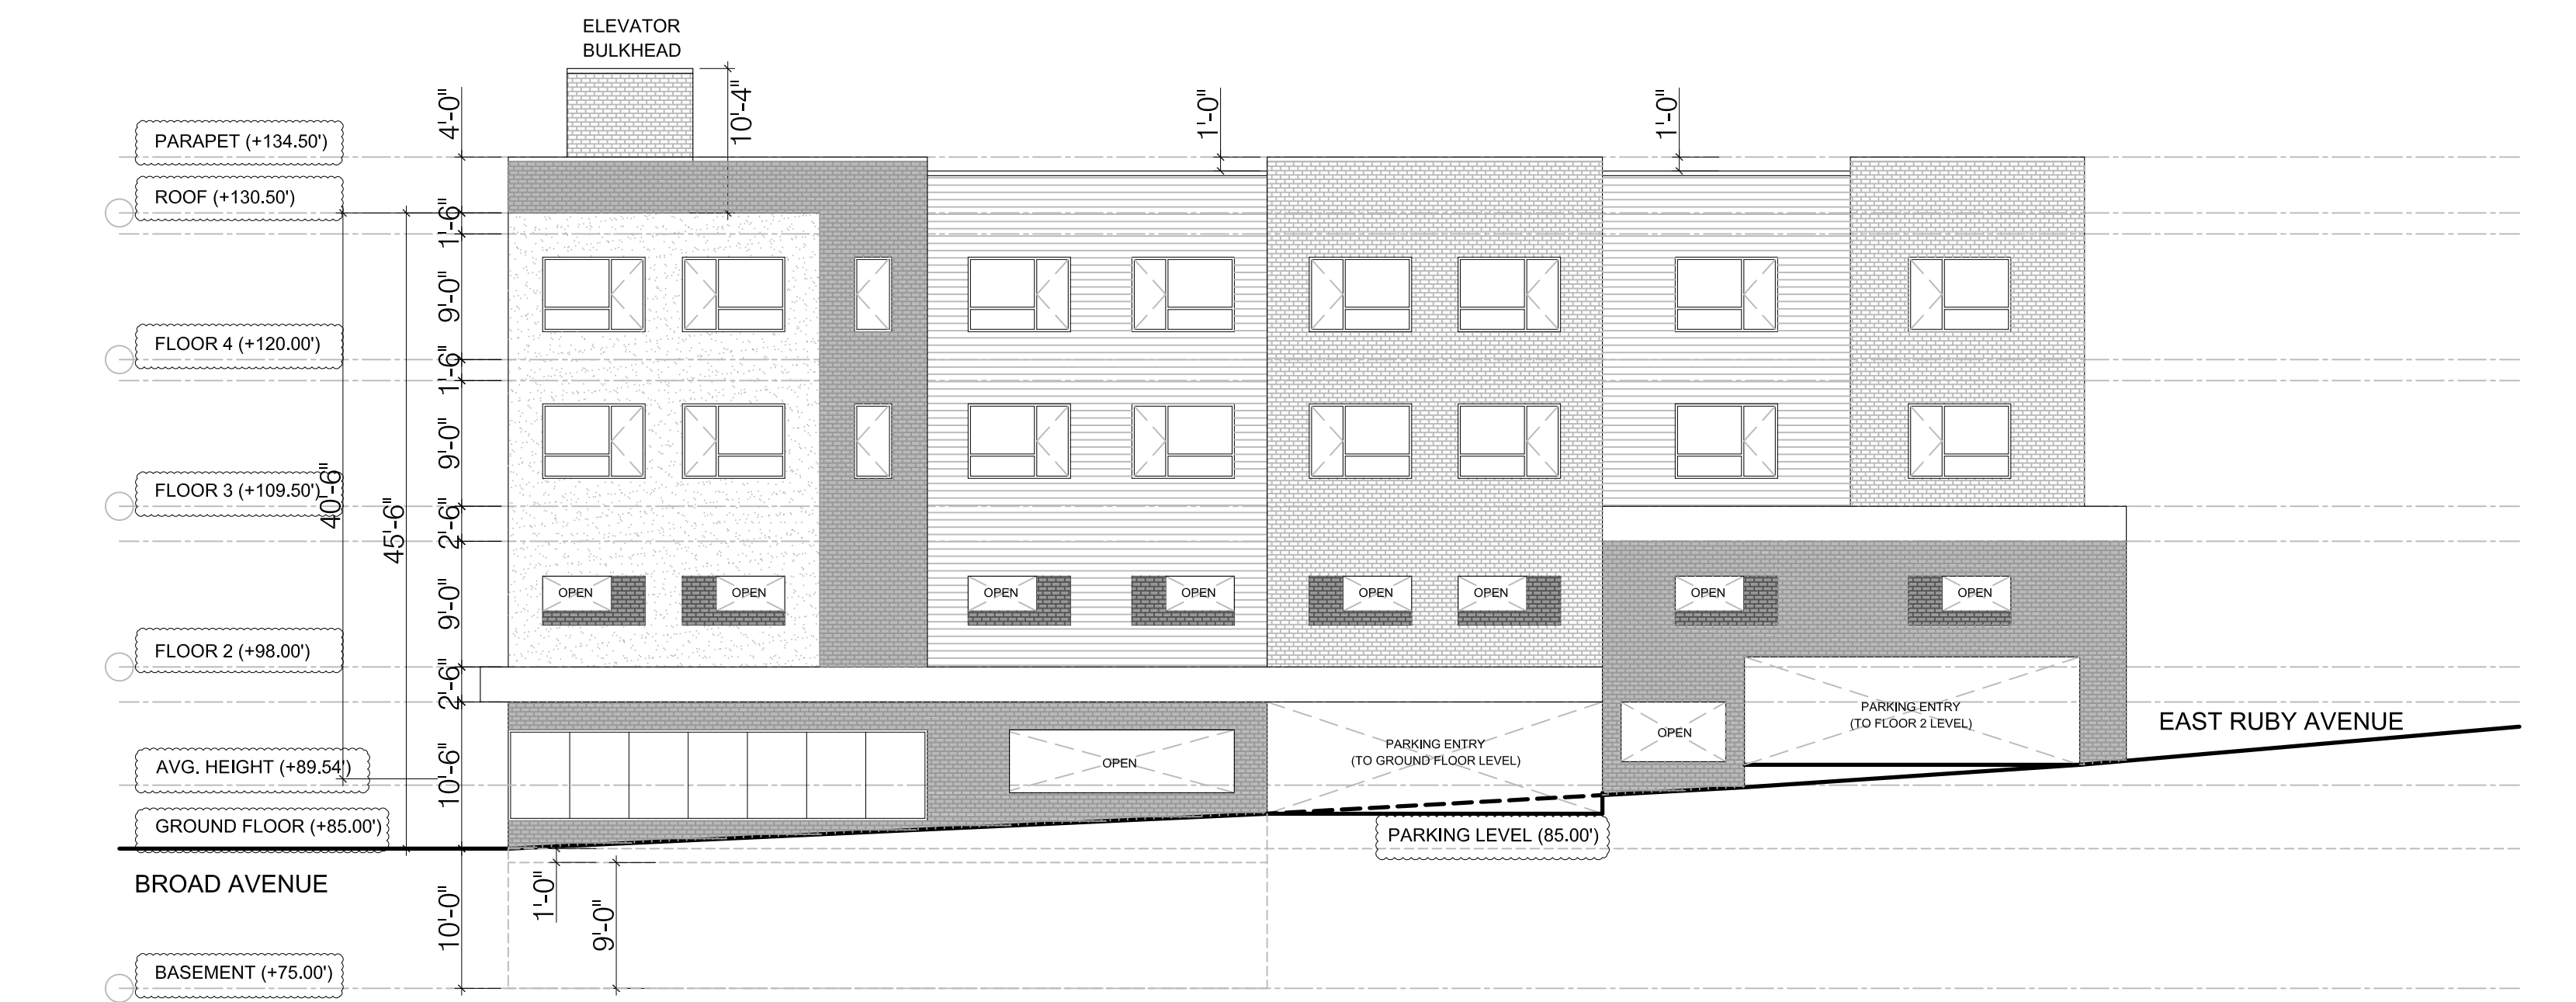 ELEVATOR
BULKHEAD
4'-0"
10'-4"
1'-0"
1'-0"
PARAPET (+134.50')
ROOF (+130.50')
1'-6"
9'-0"
FLOOR 4 (+120.00')
1'-6"
9'-0"
FLOOR 3 (+109.50')
40'-6"
45'-6"
2'-6"
9'-0"
OPEN
OPEN
OPEN
OPEN
OPEN
OPEN
OPEN
OPEN
FLOOR 2 (+98.00')
2'-6"
PARKING ENTRY
(TO FLOOR 2 LEVEL)
EAST RUBY AVENUE
OPEN
PARKING ENTRY
(TO GROUND FLOOR LEVEL)
OPEN
AVG. HEIGHT (+89.54')
10'-6"
GROUND FLOOR (+85.00')
PARKING LEVEL (85.00')
BROAD AVENUE
10'-0"
1'-0"
9'-0"
BASEMENT (+75.00')